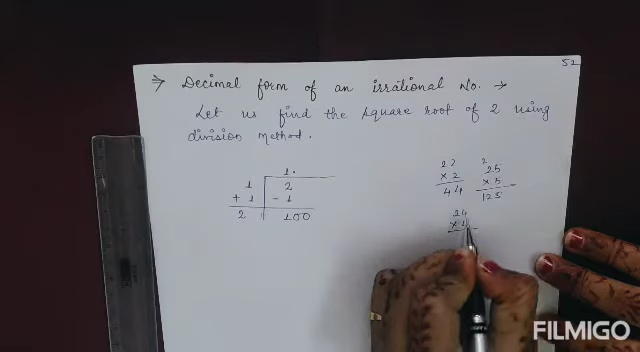 52
⇒ Decimal form of an irrational No. →
Let us find the square root of 2 using
division method.
1.
1 2
+ 1 - 1
2 100
22
× 2
44
2
25
× 5
125
24
× 4
FILMIGO